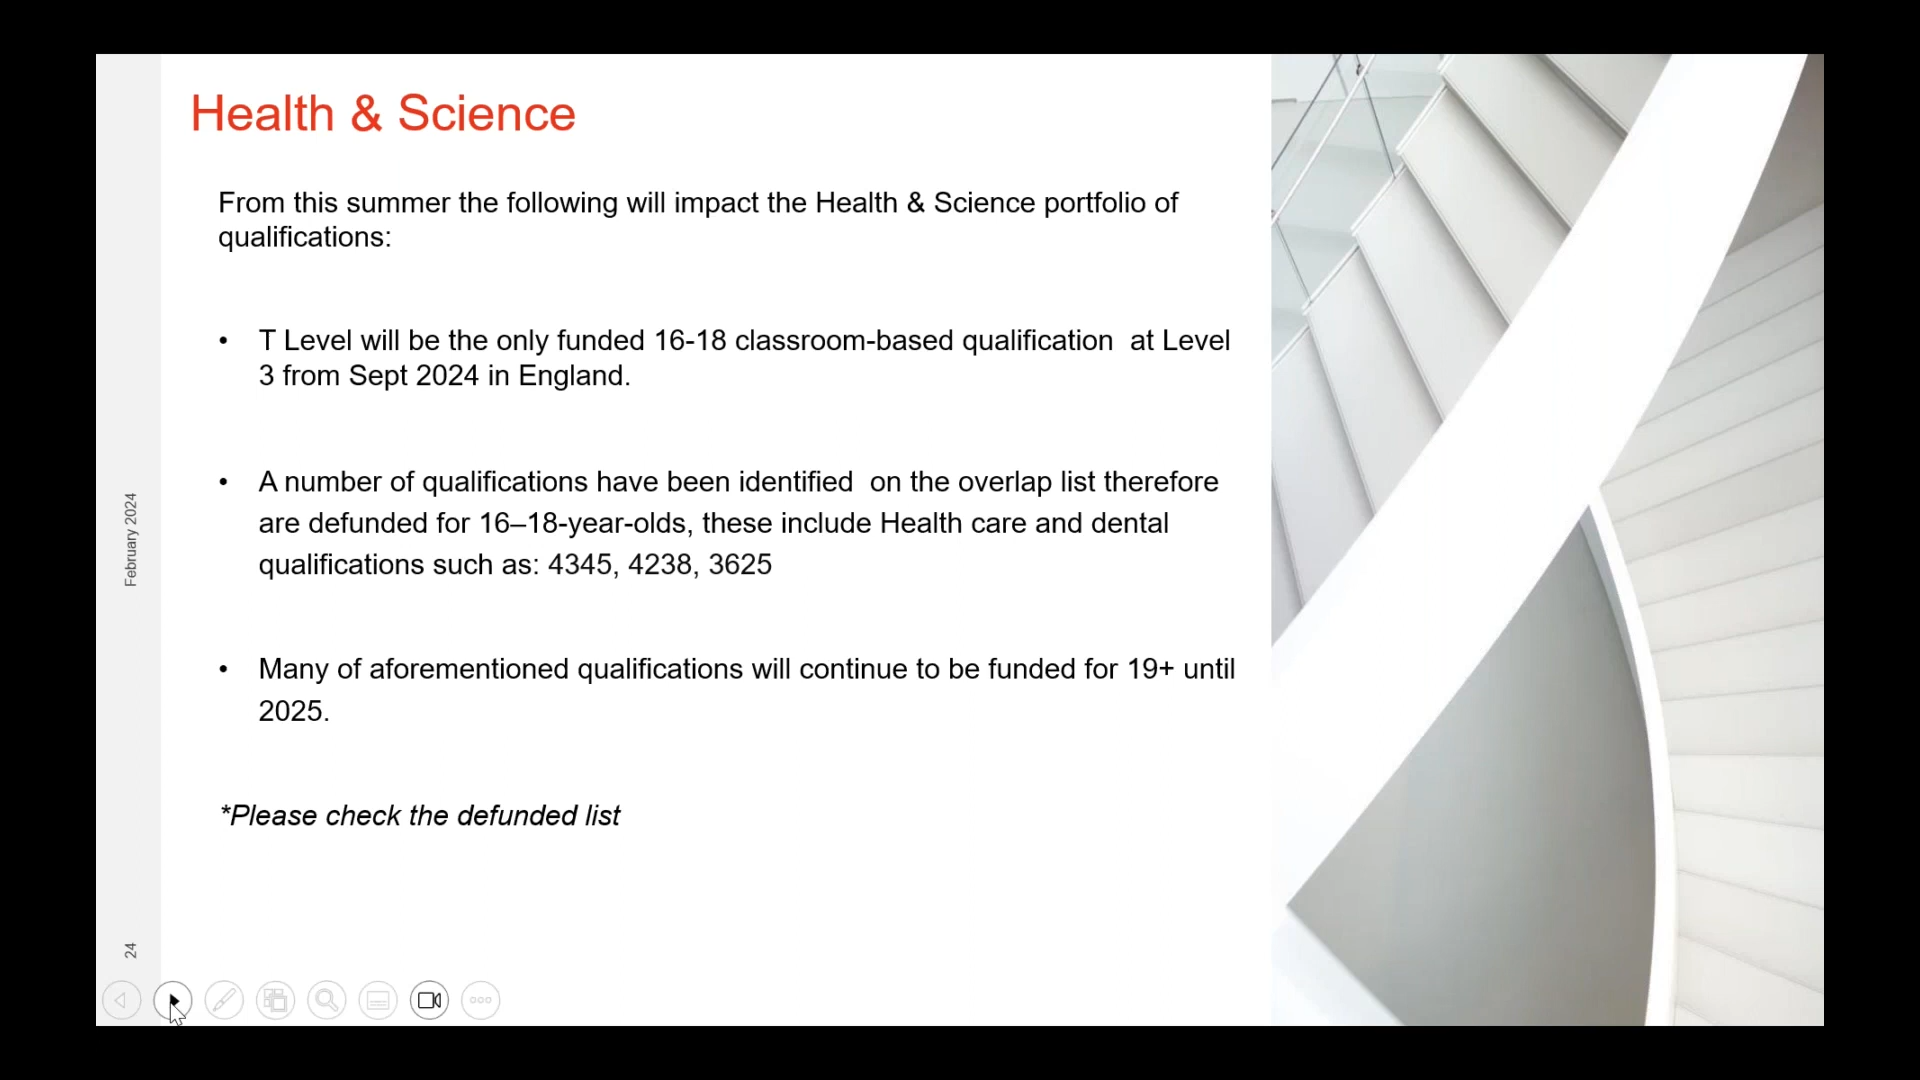 Health & Science
From this summer the following will impact the Health & Science portfolio of
qualifications:
• T Level will be the only funded 16-18 classroom-based qualification  at Level
3 from Sept 2024 in England.
• A number of qualifications have been identified  on the overlap list therefore
are defunded for 16–18-year-olds, these include Health care and dental
qualifications such as: 4345, 4238, 3625
• Many of aforementioned qualifications will continue to be funded for 19+ until
2025.
*Please check the defunded list
February 2024
24